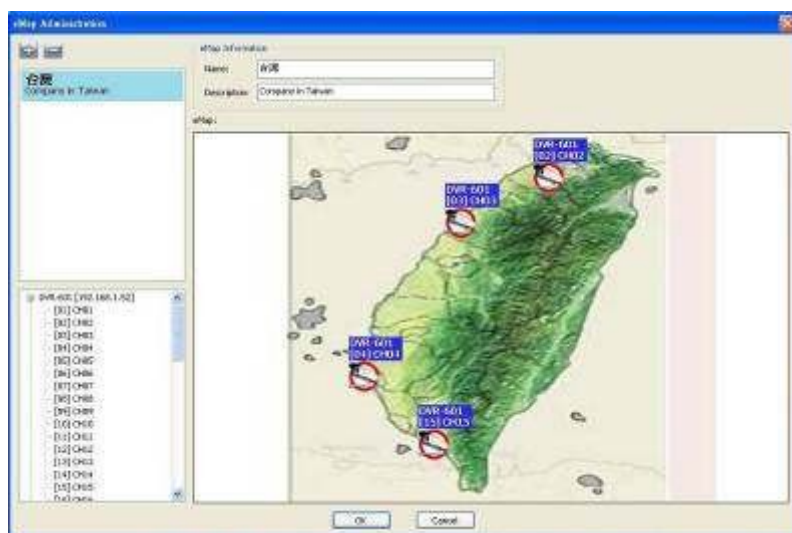 eMap Administration
台灣
Company in Taiwan
eMap Information
Name:
台灣
Description:
Company in Taiwan
eMap:
DVR-601
[02] CH02
DVR-601
[03] CH03
DVR-601
[04] CH04
DVR-601
[15] CH15
DVR-601 [192.168.1.52]
[01] CH01
[02] CH02
[03] CH03
[04] CH04
[05] CH05
[06] CH06
[07] CH07
[08] CH08
[09] CH09
[10] CH10
[11] CH11
[12] CH12
[13] CH13
[14] CH14
[15] CH15
[16] CH16
OK
Cancel